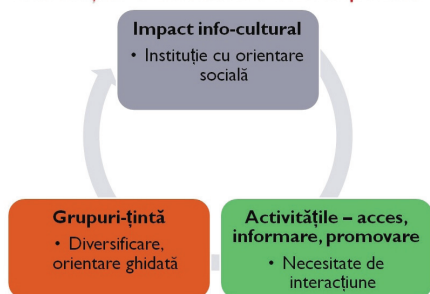 Impact info-cultural
• Instituție cu orientare
socială
Grupuri-țintă
• Diversificare,
orientare ghidată
Activitățile – acces,
informare, promovare
• Necesitate de
interacțiune